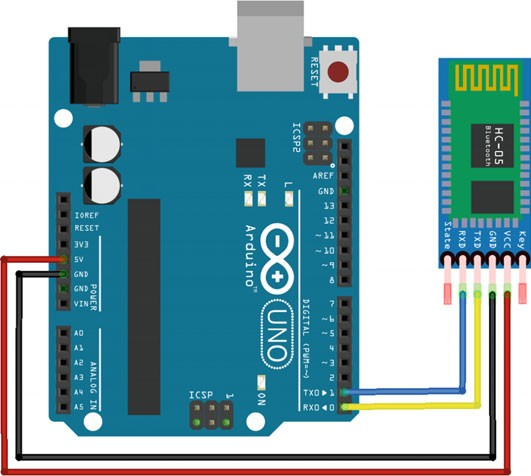 RESET
ICSP2
AREF
GND
13
12
~11
~10
~9
8
7
~6
~5
4
~3
2
TX0▶1
RX0◀0
DIGITAL (PWM=~)
IOREF
RESET
3V3
5V
GND
GND
VIN
POWER
A0
A1
A2
A3
A4
A5
ANALOG IN
RX
TX
L
Arduino™
UNO
ON
ICSP
1
HC-05
Bluetooth
State
RXD
TXD
GND
VCC
Key